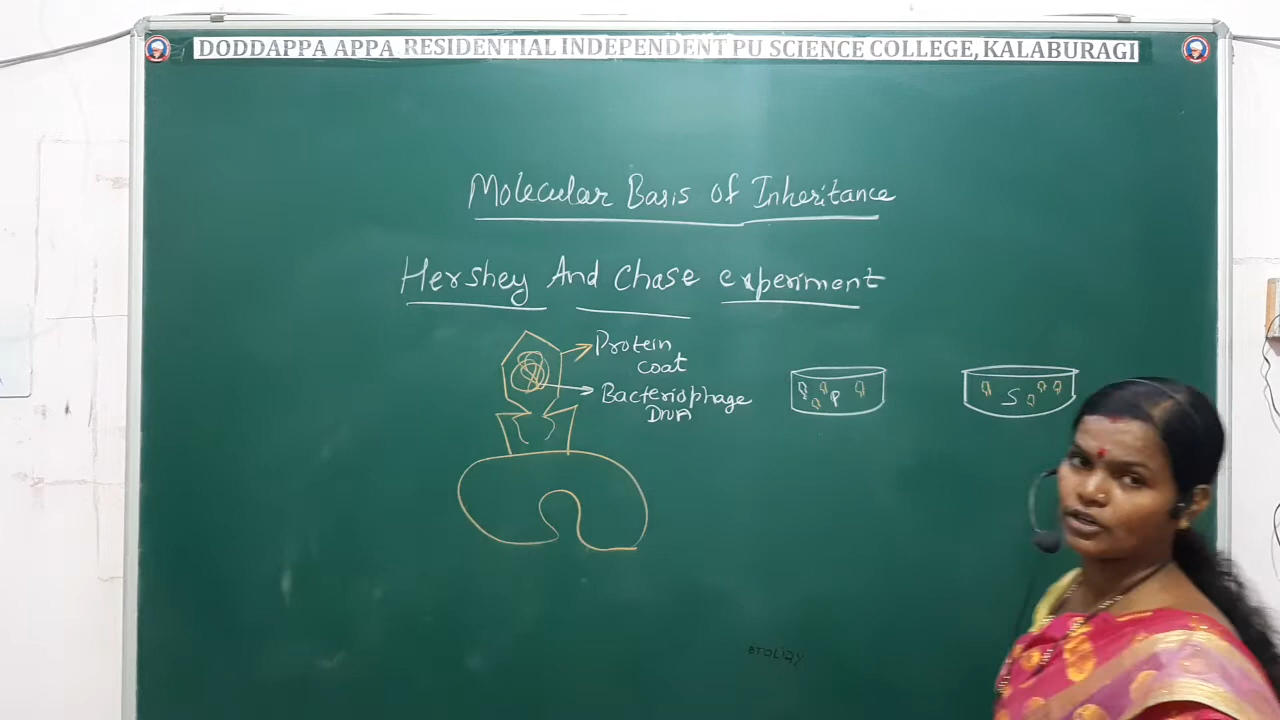 DODDAPPA APPA RESIDENTIAL INDEPENDENT PU SCIENCE COLLEGE, KALABURAGI
Molecular Basis of Inheritance
Hershey And Chase experiment
Protein
coat
Bacteriophage
DNA
P
S